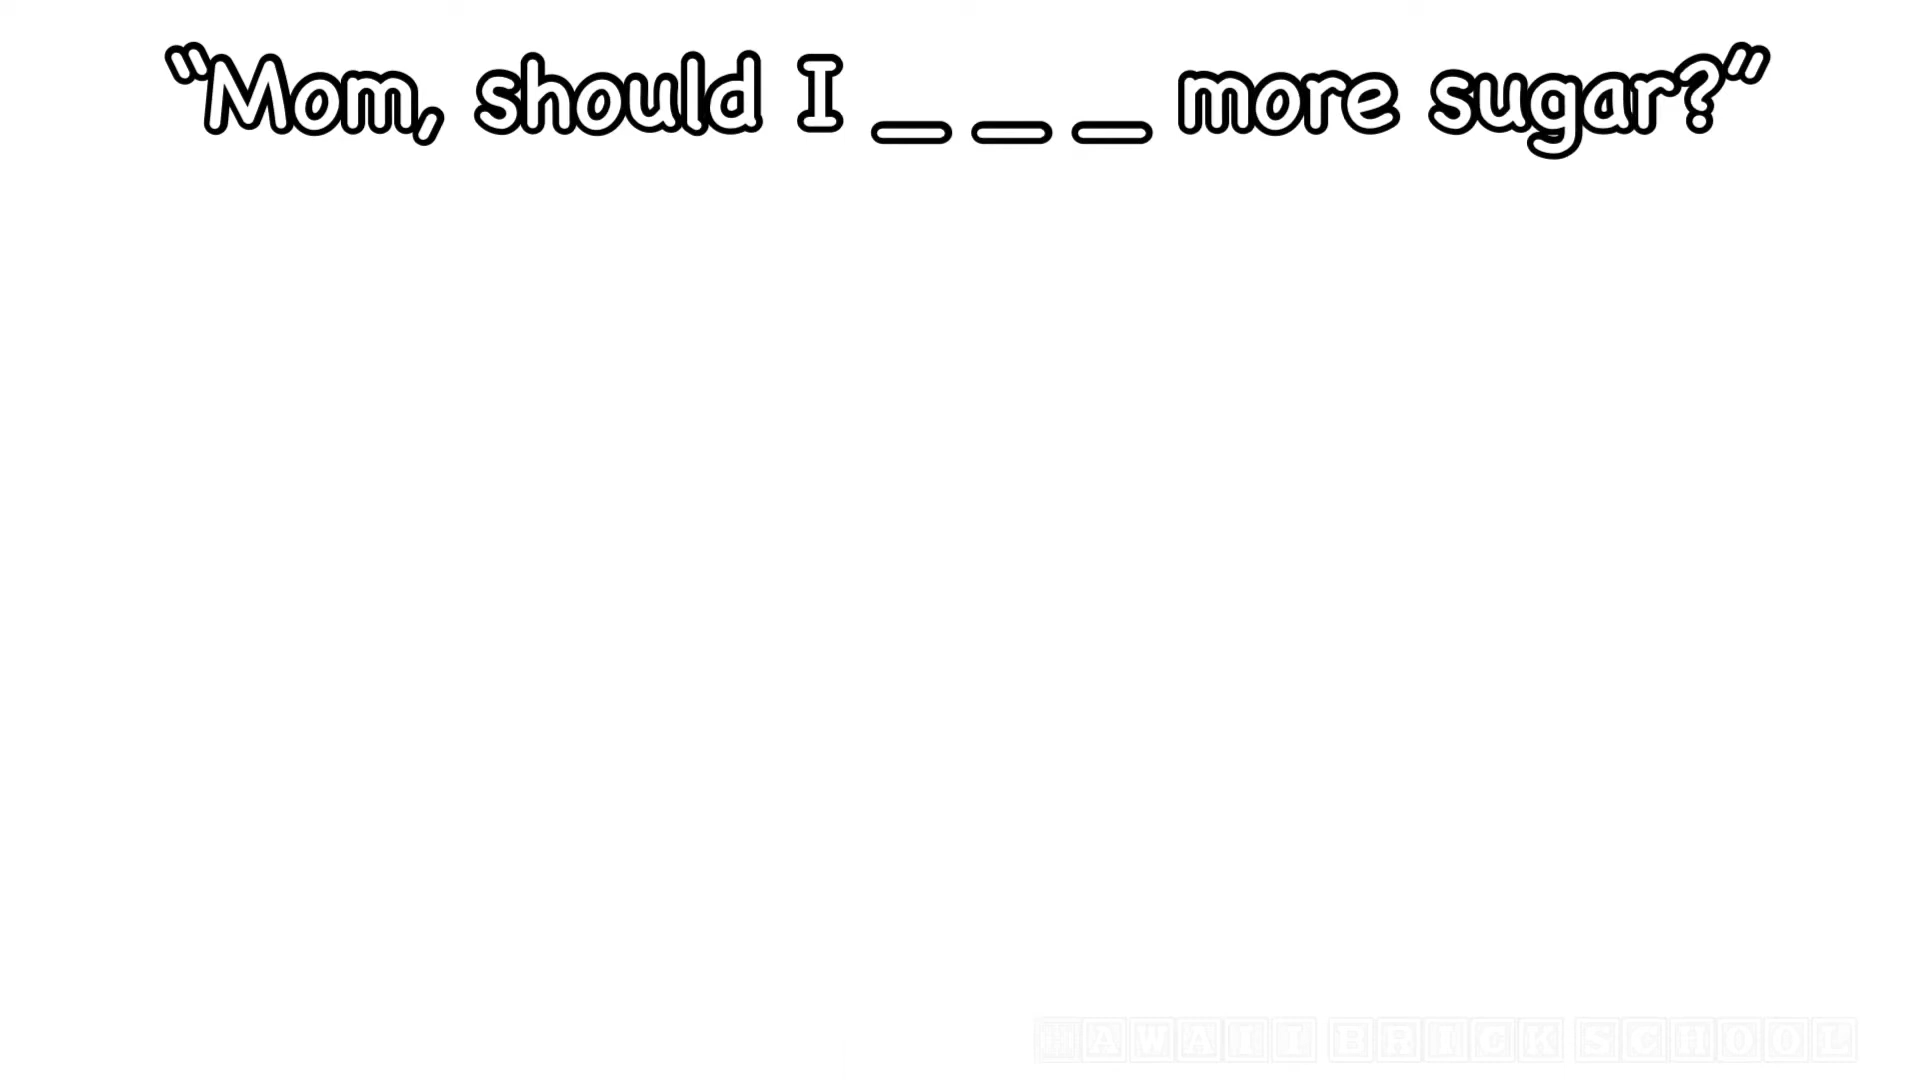 “Mom, should I _ _ _ more sugar?”
HAWAII BRICK SCHOOL